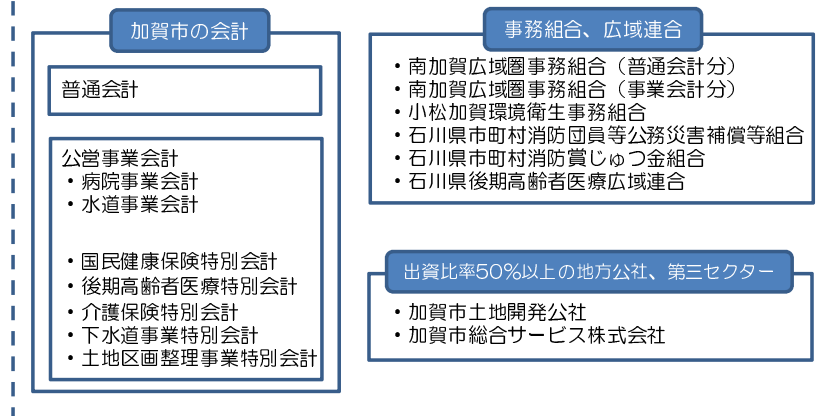 加賀市の会計
普通会計
公営事業会計
・病院事業会計
・水道事業会計
・国民健康保険特別会計
・後期高齢者医療特別会計
・介護保険特別会計
・下水道事業特別会計
・土地区画整理事業特別会計
事務組合、広域連合
・南加賀広域圏事務組合（普通会計分）
・南加賀広域圏事務組合（事業会計分）
・小松加賀環境衛生事務組合
・石川県市町村消防団員等公務災害補償等組合
・石川県市町村消防賞じゅつ金組合
・石川県後期高齢者医療広域連合
出資比率50%以上の地方公社、第三セクター
・加賀市土地開発公社
・加賀市総合サービス株式会社